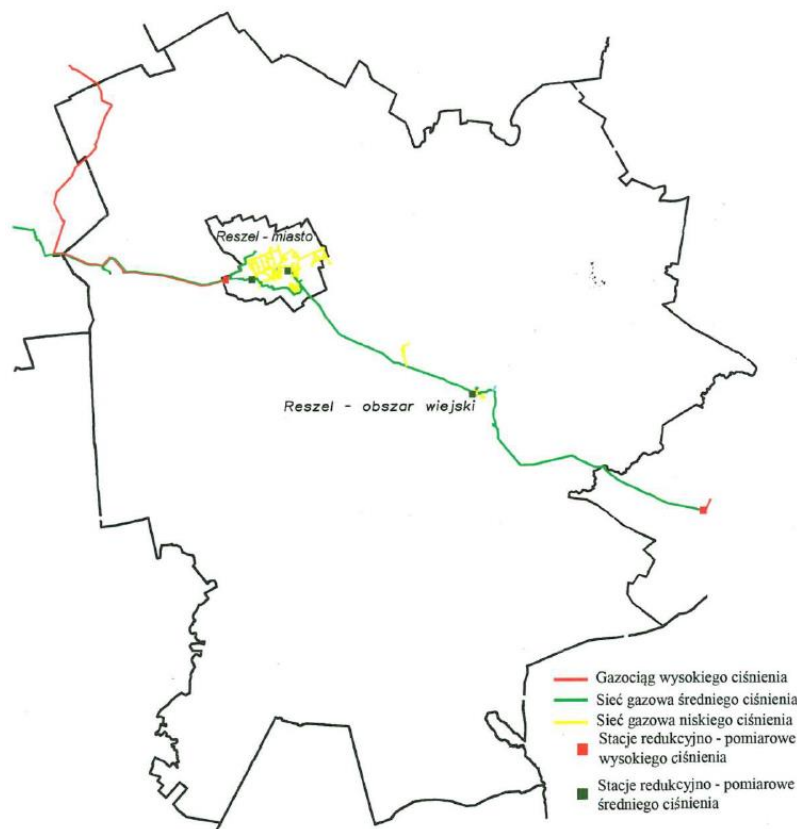 Reszel - miasto
Reszel - obszar wiejski
Gazociąg wysokiego ciśnienia
Sieć gazowa średniego ciśnienia
Sieć gazowa niskiego ciśnienia
Stacje redukcyjno - pomiarowe
wysokiego ciśnienia
Stacje redukcyjno - pomiarowe
średniego ciśnienia